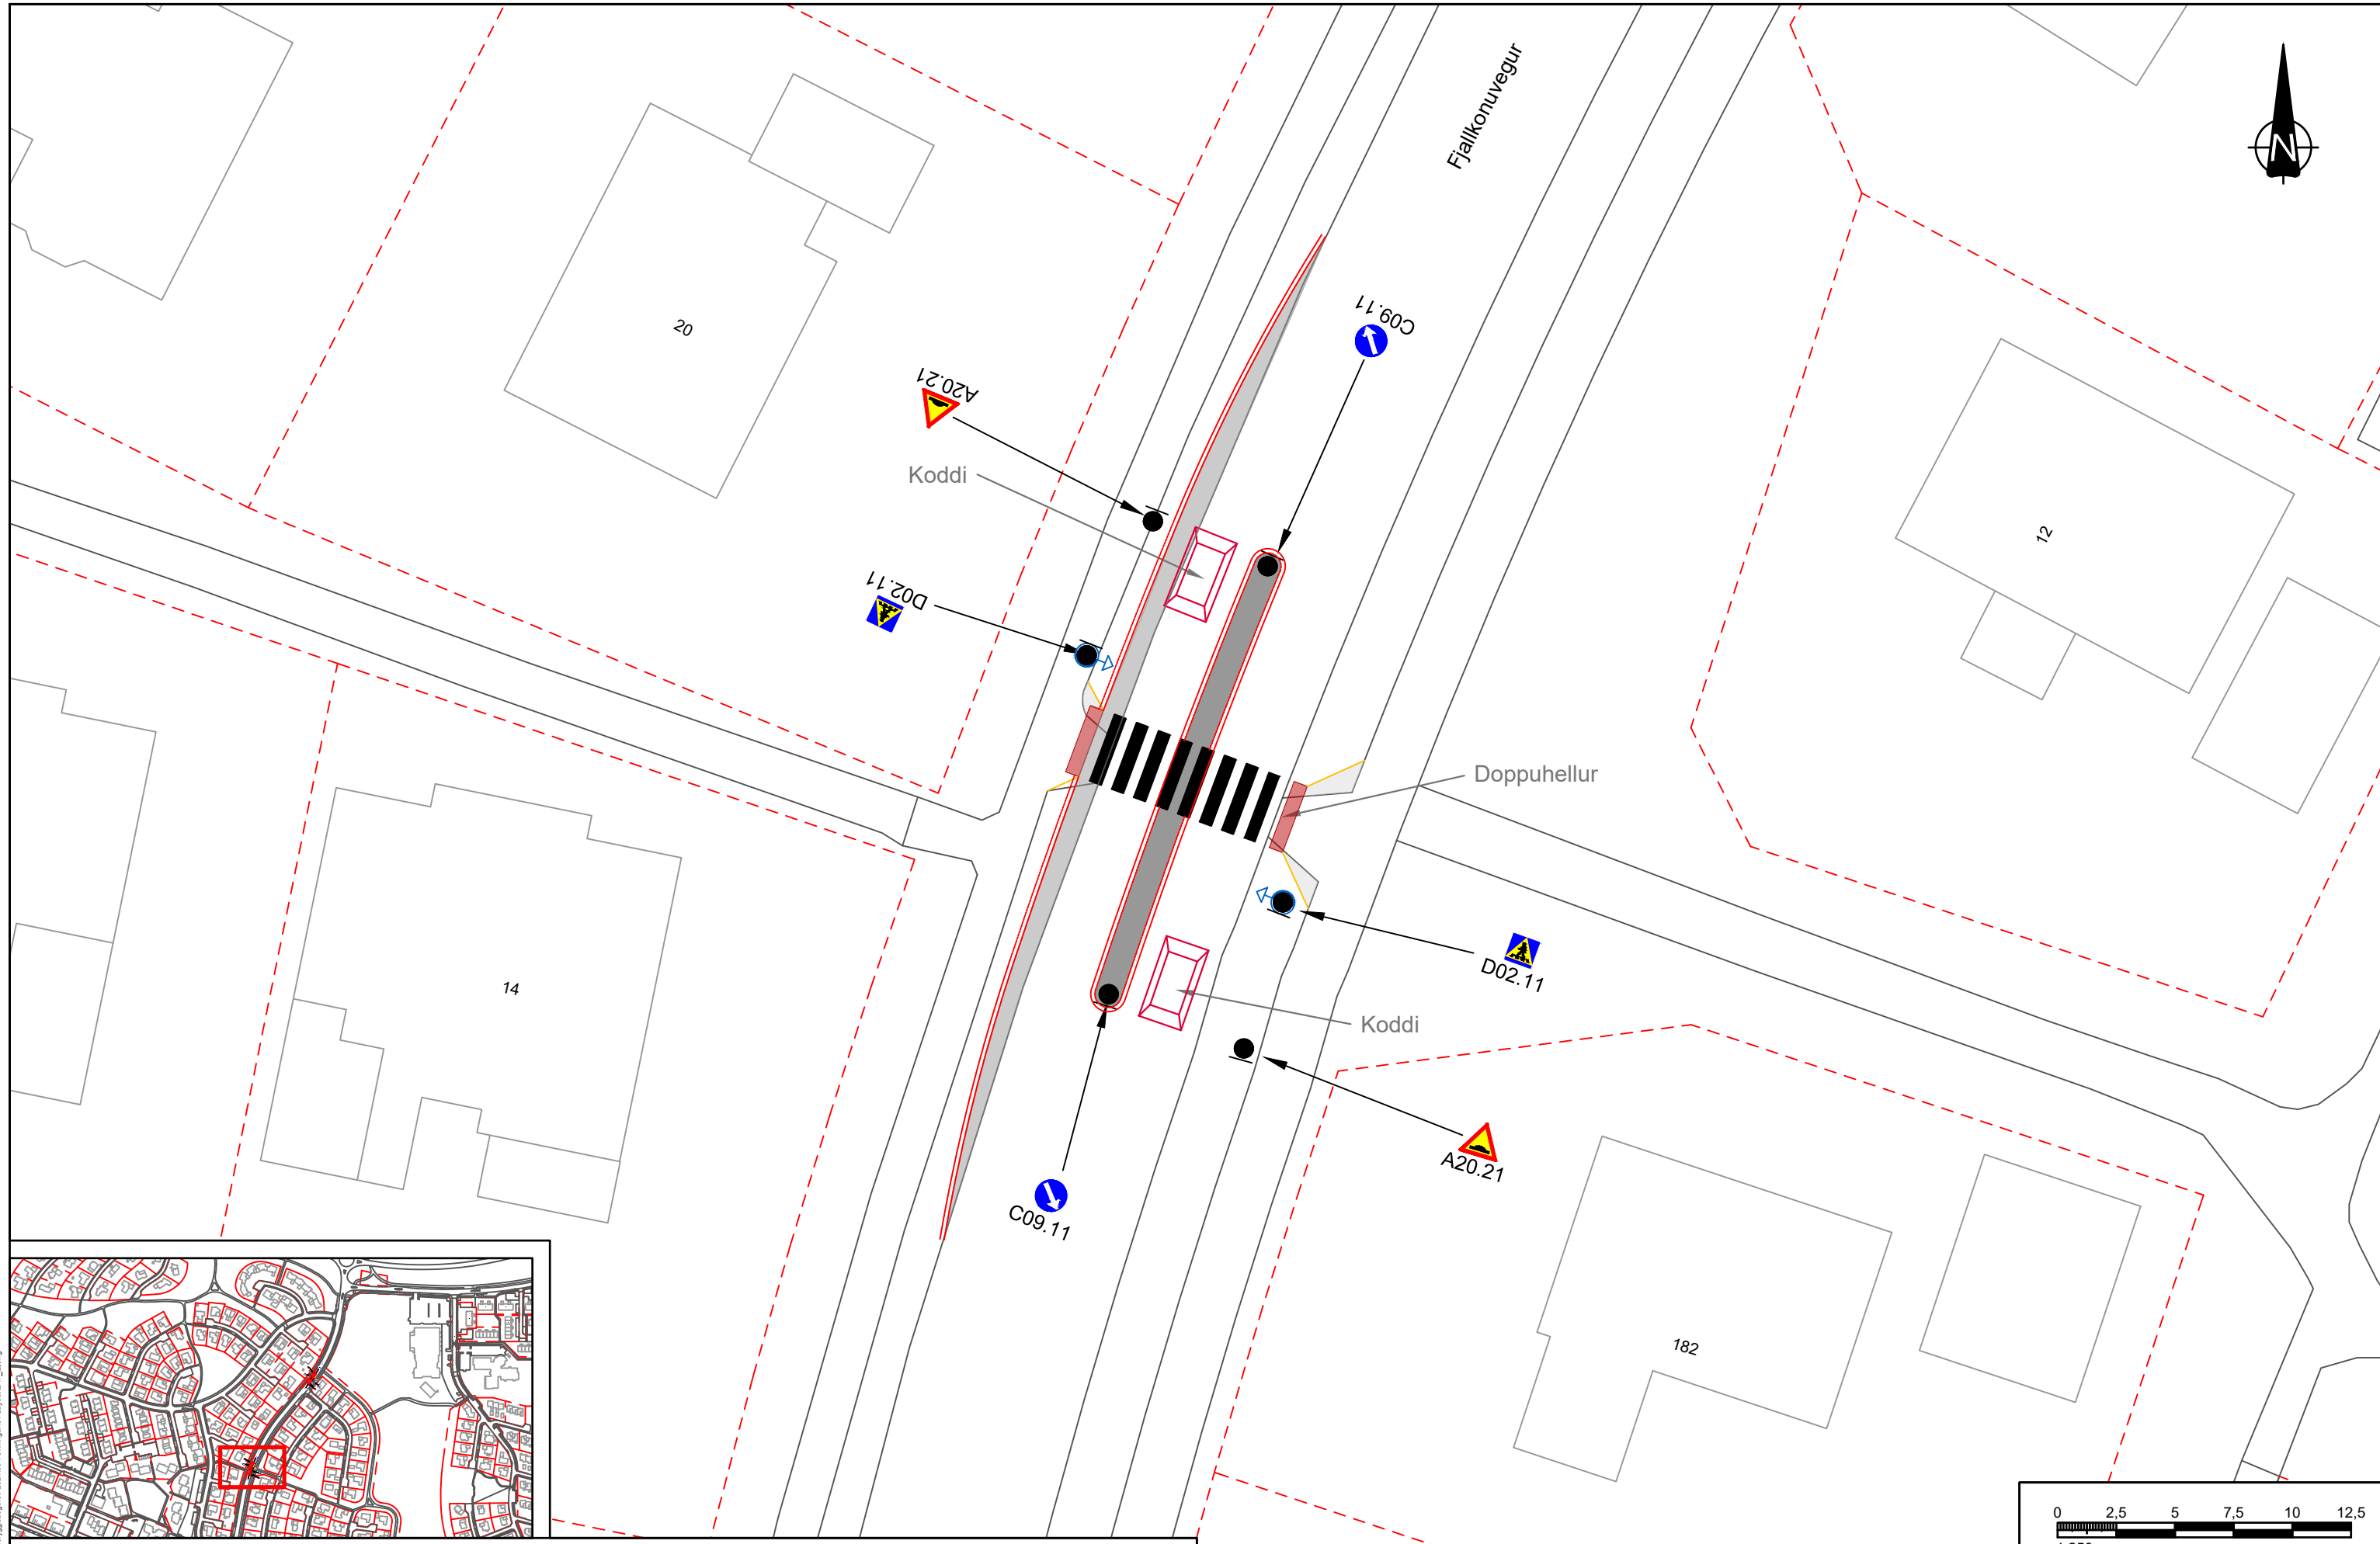 Fjallkonuvegur
N
C09.11
20
A20.21
Koddi
12
D02.11
Doppuhellur
D02.11
14
Koddi
A20.21
C09.11
182
0 2,5 5 7,5 10 12,5